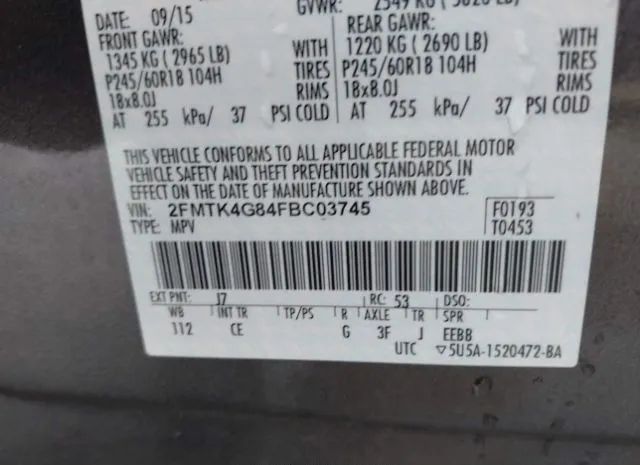 DATE: 09/15
GVWR:
FRONT GAWR:
1345 KG ( 2965 LB)
P245/60R18 104H
18x8.0J
AT 255 kPa/ 37 PSI COLD
WITH
TIRES
RIMS
REAR GAWR:
1220 KG ( 2690 LB)
P245/60R18 104H
18x8.0J
AT 255 kPa/ 37 PSI COLD
WITH
TIRES
RIMS
THIS VEHICLE CONFORMS TO ALL APPLICABLE FEDERAL MOTOR
VEHICLE SAFETY AND THEFT PREVENTION STANDARDS IN
EFFECT ON THE DATE OF MANUFACTURE SHOWN ABOVE.
VIN: 2FMTK4G84FBC03745
TYPE: MPV
F0193
T0453
EXT PNT: J7 RC: 53 DSO:
WB INT TR TP/PS R AXLE TR SPR
112 CE G 3F J EEBB
UTC ▽5U5A-1520472-BA